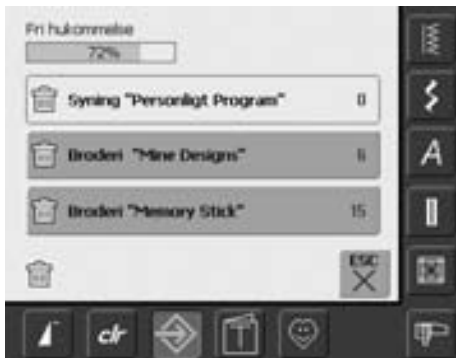 Fri hukommelse
72%
Syning "Personligt Program" 0
Broderi "Mine Designs" 6
Broderi "Memory Stick" 15
ESC
A
clr